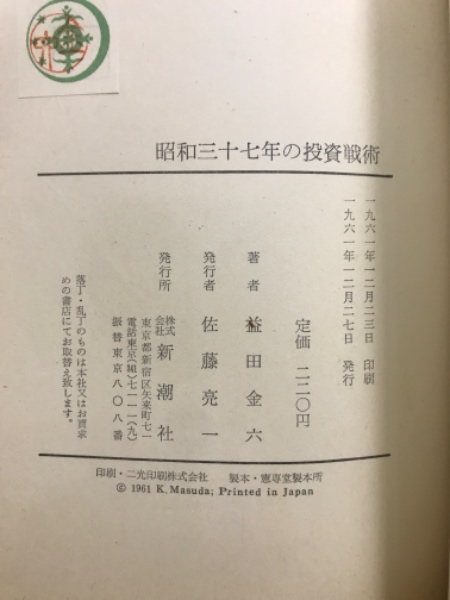 昭和三十七年の投資戦術
一九六一年一二月二三日 印刷
一九六一年一二月二七日 発行
定価 二二〇円
著者 益田金六
発行者 佐藤亮一
発行所 株式会社 新潮社
東京都新宿区矢来町七一
電話東京(組)七一一一(九)
振替東京八〇八番
落丁・乱丁のものは本社又はお買求
めの書店にてお取替え致します。
印刷・二光印刷株式会社 製本・憲専堂製本所
© 1961 K. Masuda; Printed in Japan